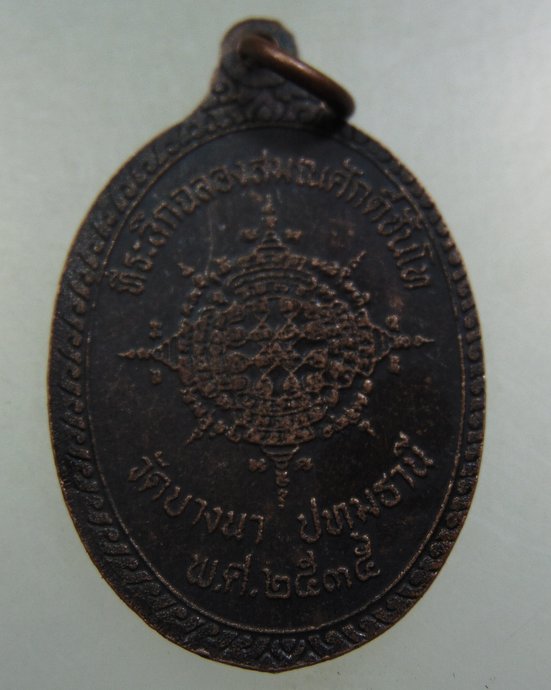 ที่ระลึกฉลองสมณศักดิ์ชั้นโท
วัดบางนา ปทุมธานี
พ.ศ.๒๕๓๕